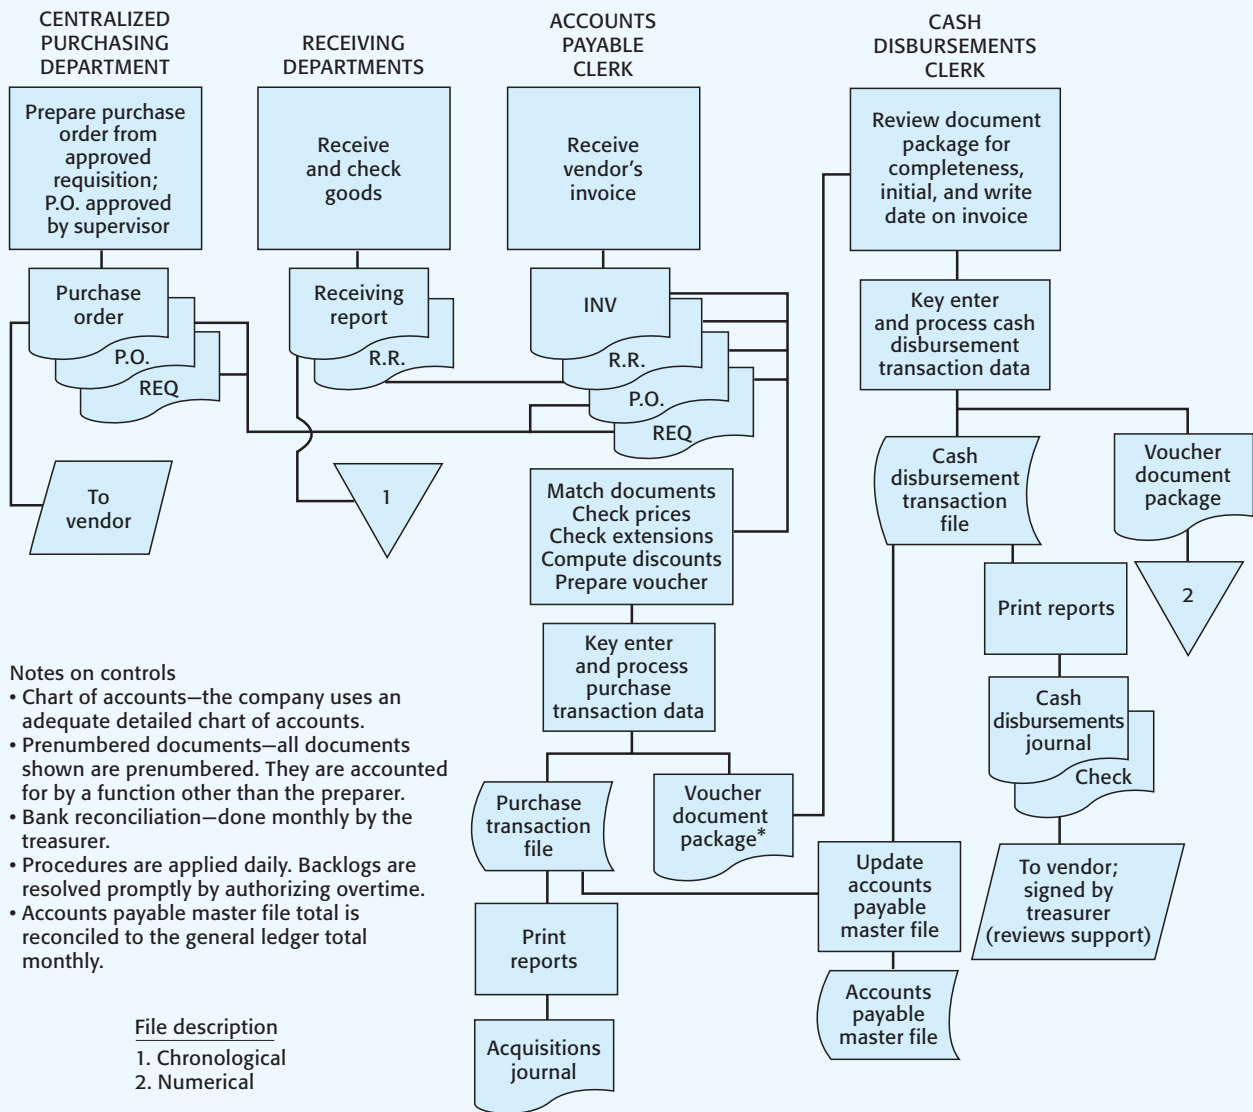 CENTRALIZED
PURCHASING
DEPARTMENT
Prepare purchase
order from
approved
requisition;
P.O. approved
by supervisor
Purchase
order
P.O.
REQ
To
vendor
RECEIVING
DEPARTMENTS
Receive
and check
goods
Receiving
report
R.R.
1
ACCOUNTS
PAYABLE
CLERK
Receive
vendor's
invoice
INV
R.R.
P.O.
REQ
Match documents
Check prices
Check extensions
Compute discounts
Prepare voucher
Key enter
and process
purchase
transaction data
Purchase
transaction
file
Voucher
document
package*
Print
reports
Acquisitions
journal
CASH
DISBURSEMENTS
CLERK
Review document
package for
completeness,
initial, and write
date on invoice
Key enter
and process cash
disbursement
transaction data
Cash
disbursement
transaction
file
Voucher
document
package
2
Print reports
Cash
disbursements
journal
Check
To vendor;
signed by
treasurer
(reviews support)
Update
accounts
payable
master file
Accounts
payable
master file
Notes on controls
• Chart of accounts—the company uses an
adequate detailed chart of accounts.
• Prenumbered documents—all documents
shown are prenumbered. They are accounted
for by a function other than the preparer.
• Bank reconciliation—done monthly by the
treasurer.
• Procedures are applied daily. Backlogs are
resolved promptly by authorizing overtime.
• Accounts payable master file total is
reconciled to the general ledger total
monthly.
File description
1. Chronological
2. Numerical